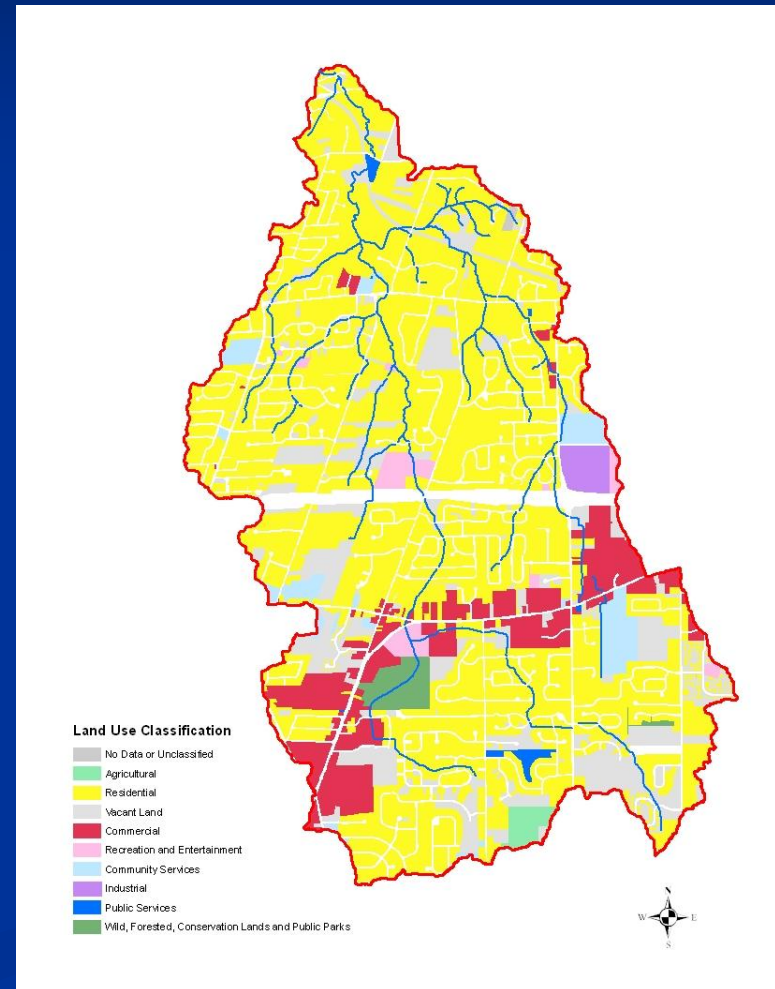 Land Use Classification
No Data or Unclassified
Agricultural
Residential
Vacant Land
Commercial
Recreation and Entertainment
Community Services
Industrial
Public Services
Wild, Forested, Conservation Lands and Public Parks
N
W E
S